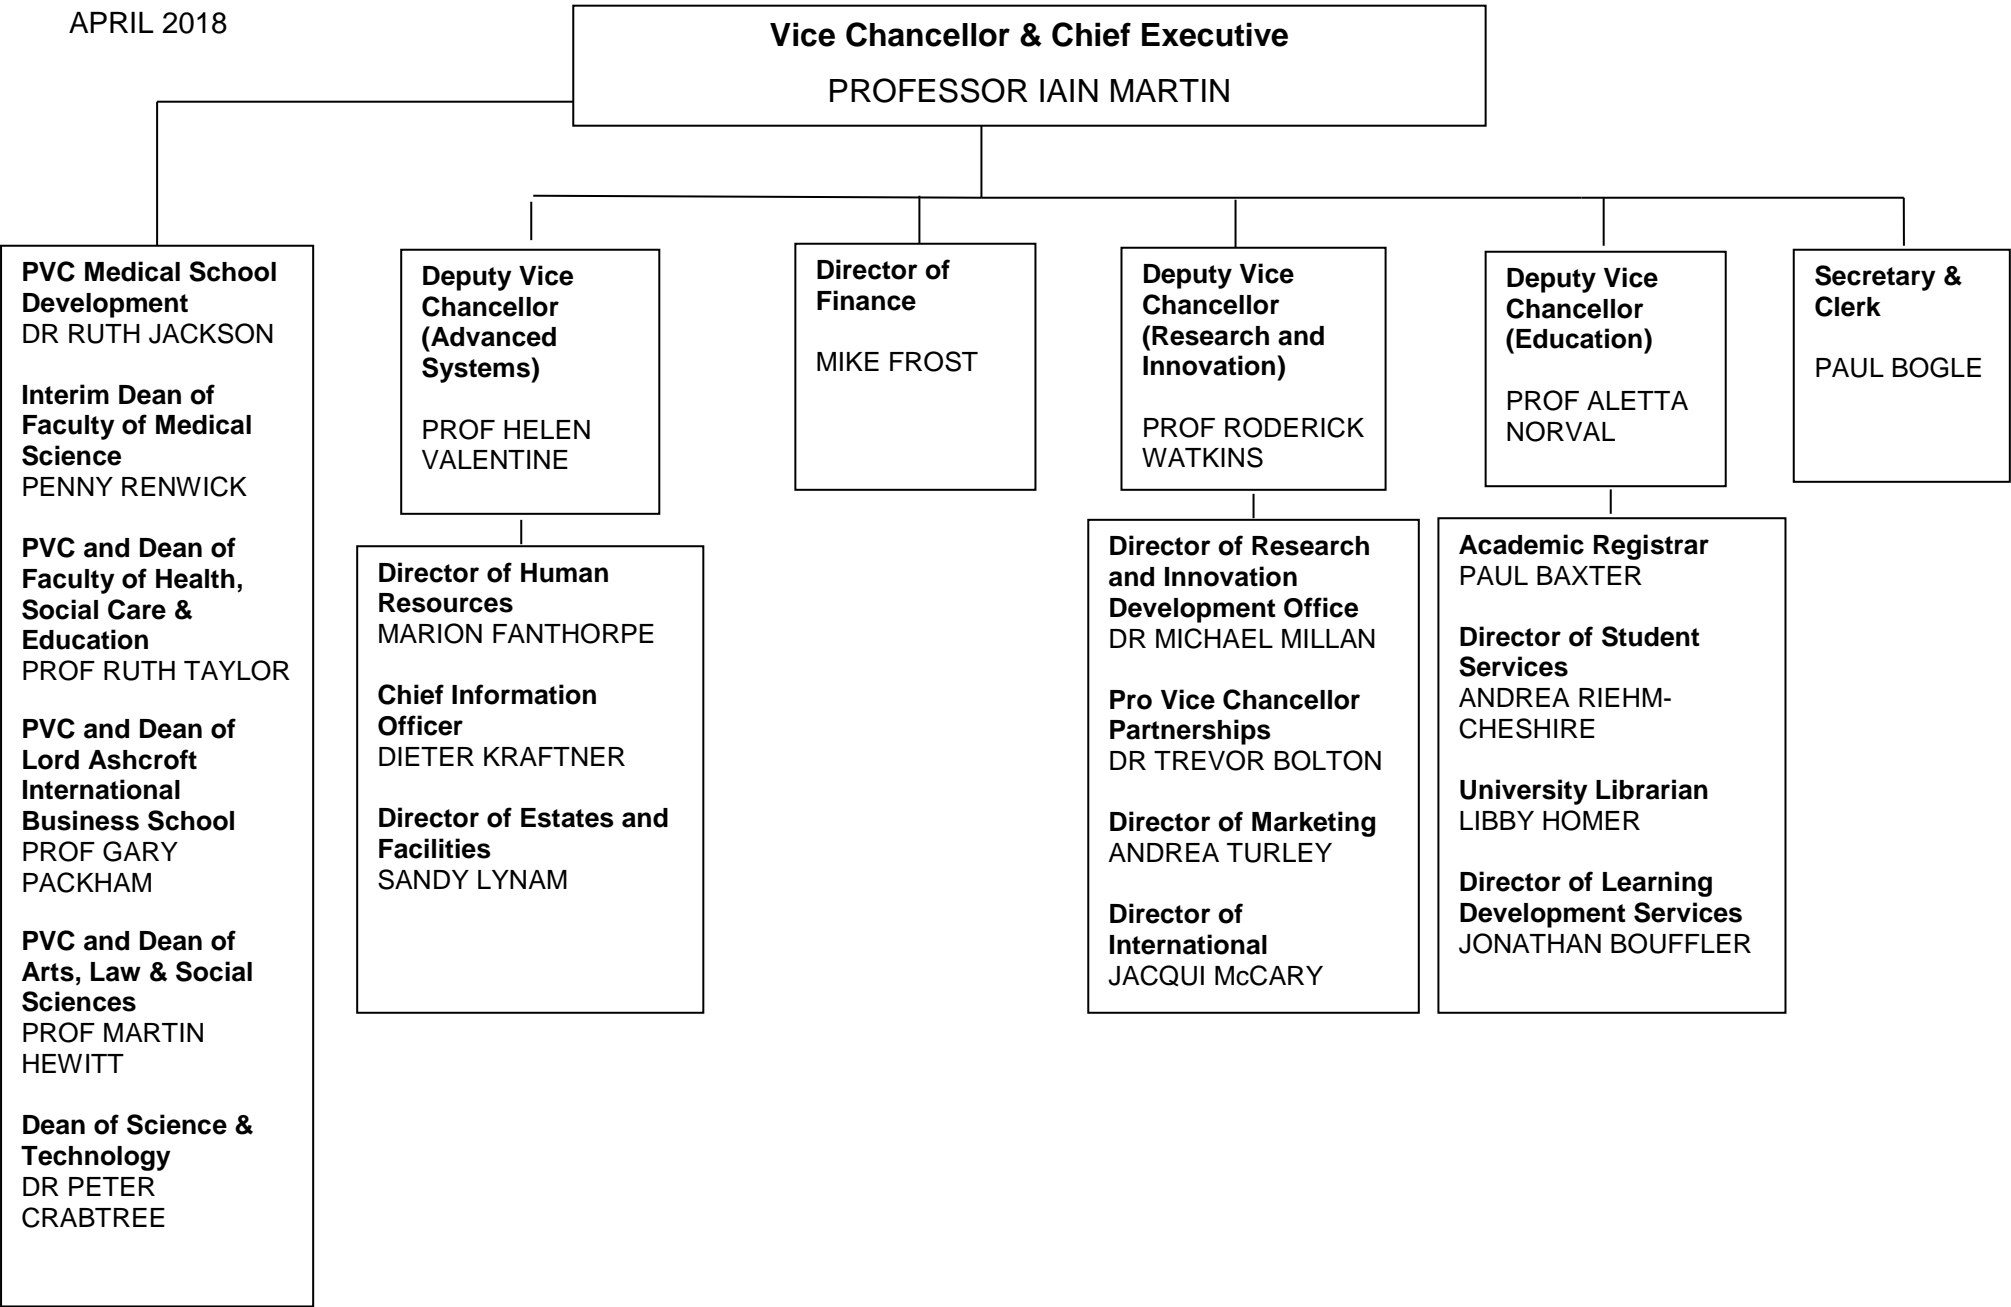 APRIL 2018
Vice Chancellor & Chief Executive
PROFESSOR IAIN MARTIN
PVC Medical School
Development
DR RUTH JACKSON
Interim Dean of
Faculty of Medical
Science
PENNY RENWICK
PVC and Dean of
Faculty of Health,
Social Care &
Education
PROF RUTH TAYLOR
PVC and Dean of
Lord Ashcroft
International
Business School
PROF GARY
PACKHAM
PVC and Dean of
Arts, Law & Social
Sciences
PROF MARTIN
HEWITT
Dean of Science &
Technology
DR PETER
CRABTREE
Deputy Vice
Chancellor
(Advanced
Systems)
PROF HELEN
VALENTINE
Director of Human
Resources
MARION FANTHORPE
Chief Information
Officer
DIETER KRAFTNER
Director of Estates and
Facilities
SANDY LYNAM
Director of
Finance
MIKE FROST
Deputy Vice
Chancellor
(Research and
Innovation)
PROF RODERICK
WATKINS
Director of Research
and Innovation
Development Office
DR MICHAEL MILLAN
Pro Vice Chancellor
Partnerships
DR TREVOR BOLTON
Director of Marketing
ANDREA TURLEY
Director of
International
JACQUI McCARY
Deputy Vice
Chancellor
(Education)
PROF ALETTA
NORVAL
Academic Registrar
PAUL BAXTER
Director of Student
Services
ANDREA RIEHM-
CHESHIRE
University Librarian
LIBBY HOMER
Director of Learning
Development Services
JONATHAN BOUFFLER
Secretary &
Clerk
PAUL BOGLE